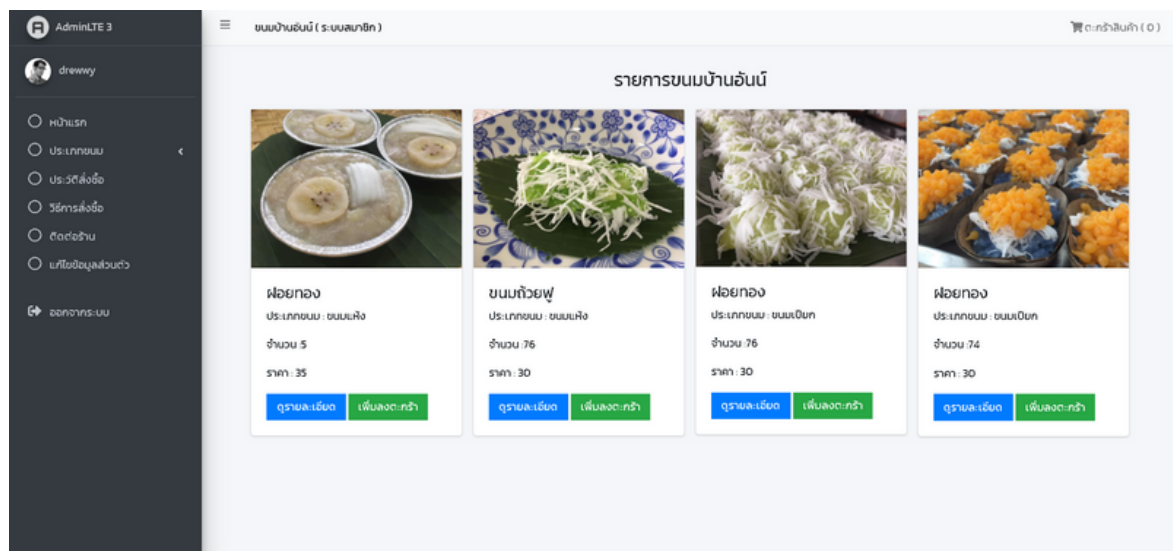 AdminLTE 3
ขนมบ้านอันน์ ( ระบบสมาชิก )
ตะกร้าสินค้า ( 0 )
drewwy
หน้าแรก
ประเภทขนม
ประวัติสั่งซื้อ
วิธีการสั่งซื้อ
ติดต่อร้าน
แก้ไขข้อมูลส่วนตัว
ออกจากระบบ
รายการขนมบ้านอันน์
ฝอยทอง
ประเภทขนม : ขนมแห้ง
จำนวน :5
ราคา : 35
ดูรายละเอียด
เพิ่มลงตะกร้า
ขนมถ้วยฟู
ประเภทขนม : ขนมแห้ง
จำนวน :76
ราคา : 30
ดูรายละเอียด
เพิ่มลงตะกร้า
ฝอยทอง
ประเภทขนม : ขนมเปียก
จำนวน :76
ราคา : 30
ดูรายละเอียด
เพิ่มลงตะกร้า
ฝอยทอง
ประเภทขนม : ขนมเปียก
จำนวน :74
ราคา : 30
ดูรายละเอียด
เพิ่มลงตะกร้า